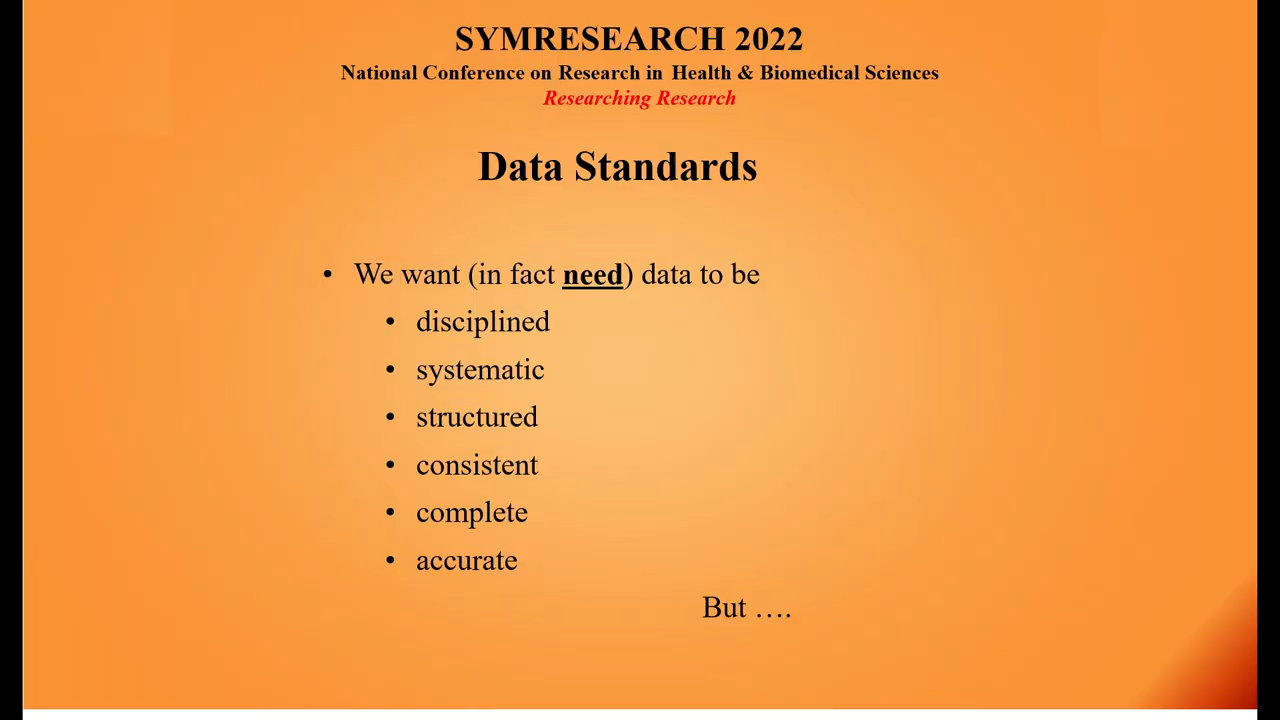 SYMRESEARCH 2022
National Conference on Research in Health & Biomedical Sciences
Researching Research
Data Standards
• We want (in fact need) data to be
• disciplined
• systematic
• structured
• consistent
• complete
• accurate
But ….